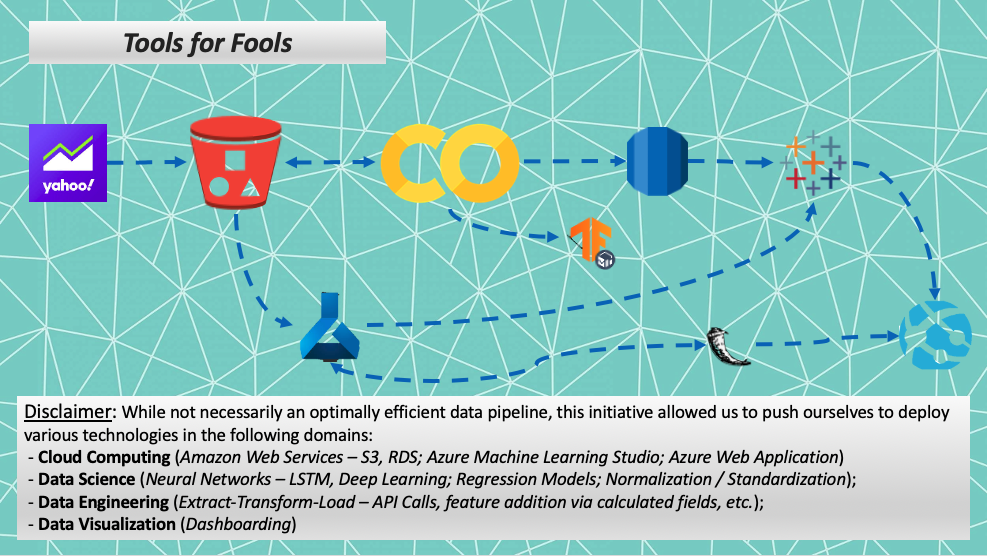 Tools for Fools
yahoo!
Disclaimer: While not necessarily an optimally efficient data pipeline, this initiative allowed us to push ourselves to deploy
various technologies in the following domains:
- Cloud Computing (Amazon Web Services – S3, RDS; Azure Machine Learning Studio; Azure Web Application)
- Data Science (Neural Networks – LSTM, Deep Learning; Regression Models; Normalization / Standardization);
- Data Engineering (Extract-Transform-Load – API Calls, feature addition via calculated fields, etc.);
- Data Visualization (Dashboarding)